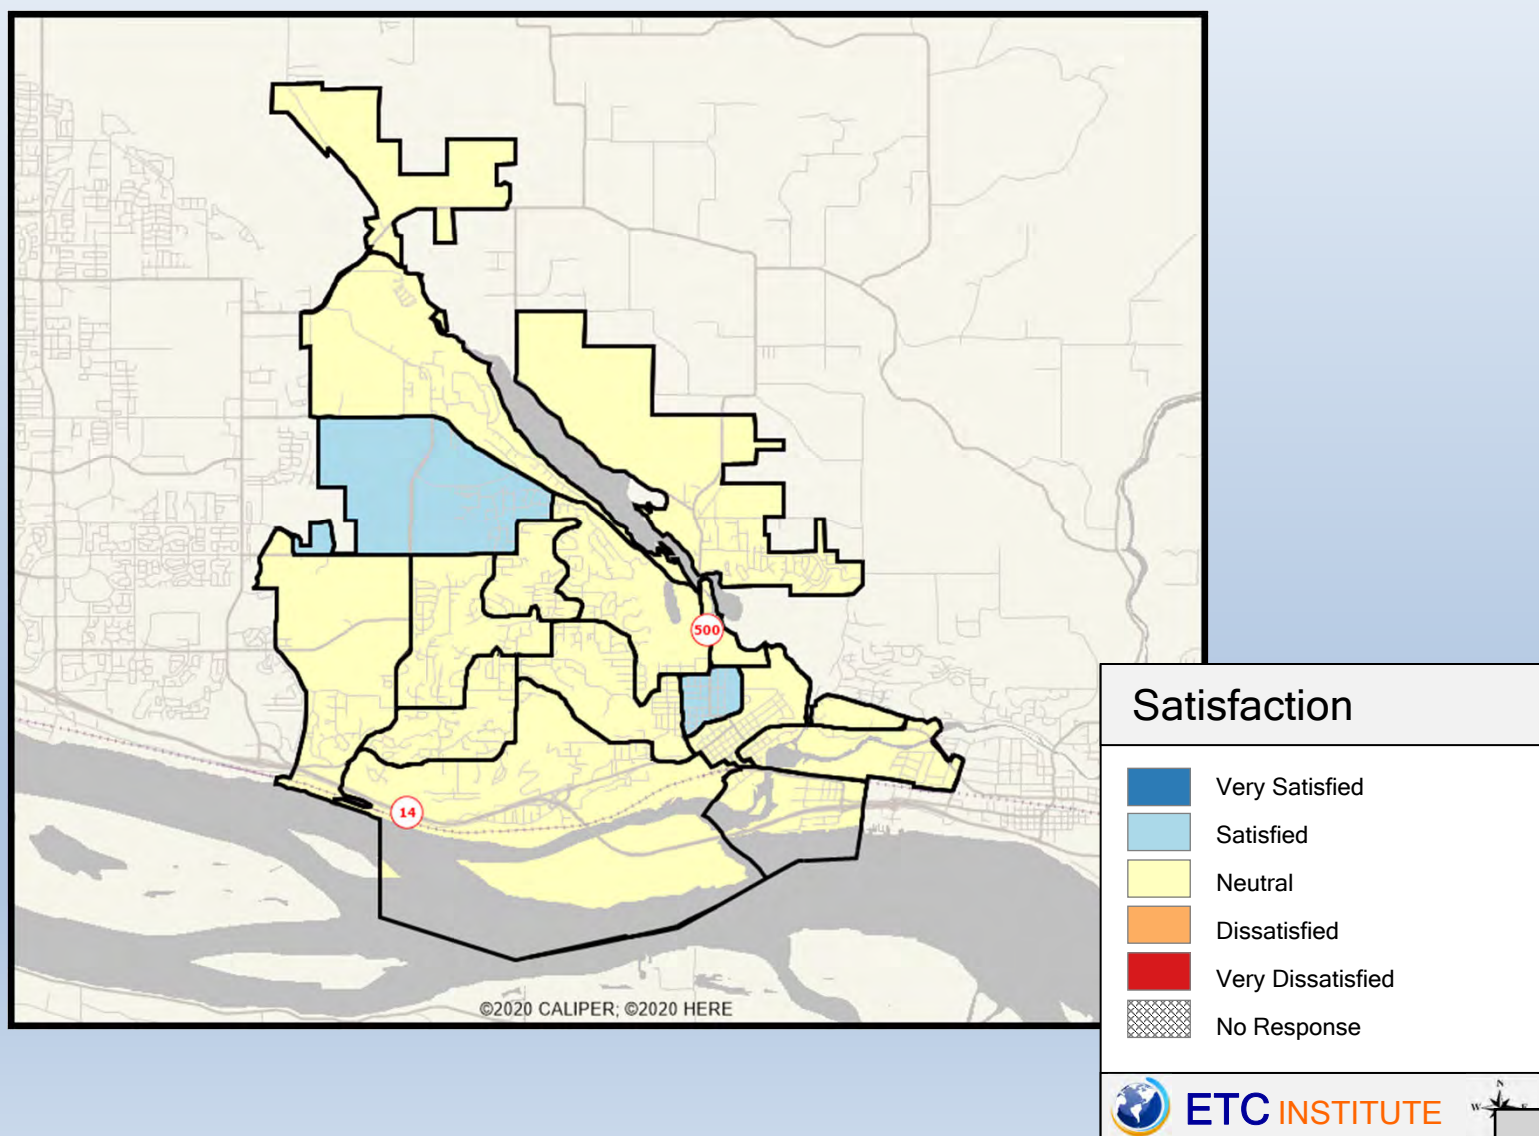 500
14
©2020 CALIPER; ©2020 HERE
Satisfaction
Very Satisfied
Satisfied
Neutral
Dissatisfied
Very Dissatisfied
No Response
ETC INSTITUTE
N
W
E